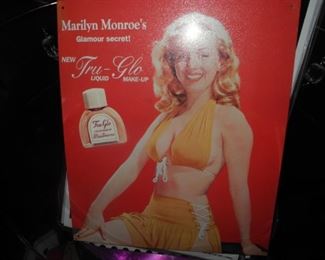 Marilyn Monroe's
Glamour secret!
NEW
Tru-Glo
LIQUID MAKE-UP
Tru-Glo